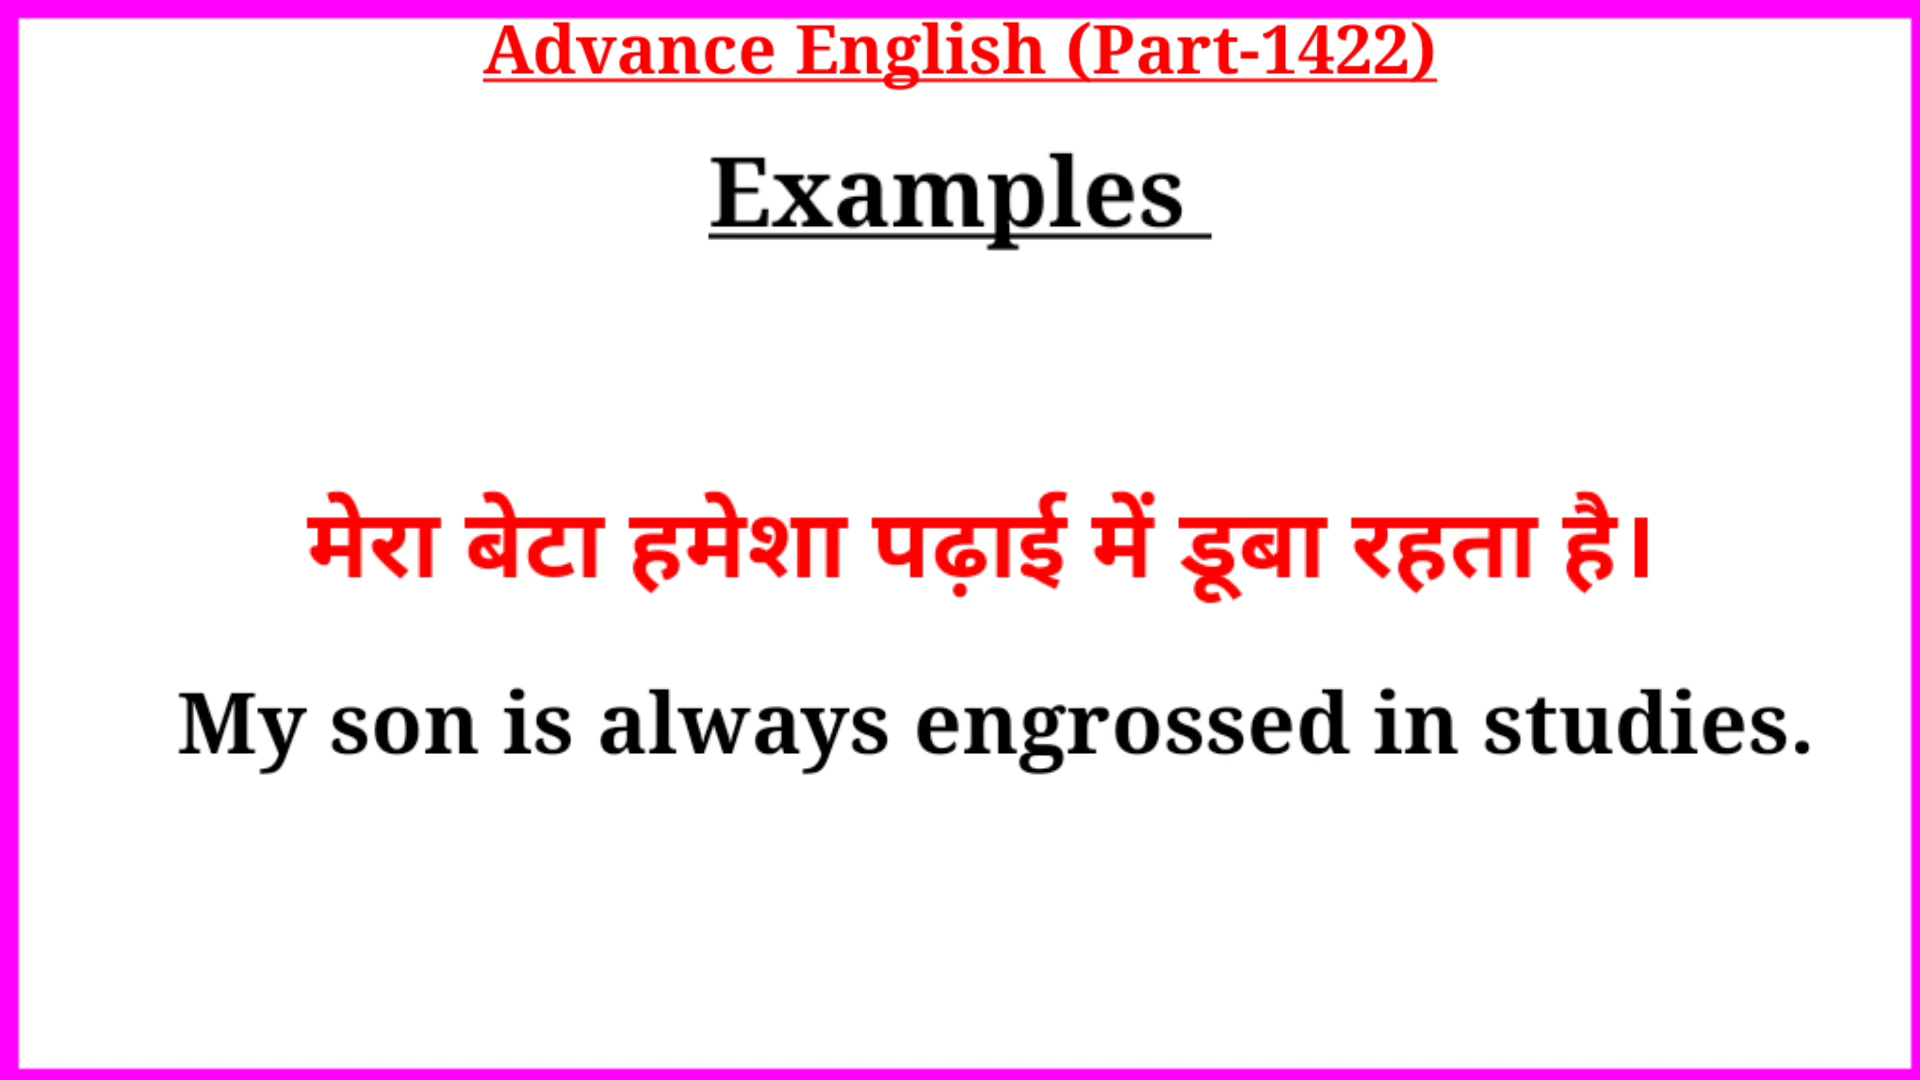 Advance English (Part-1422)
Examples
मेरा बेटा हमेशा पढ़ाई में डूबा रहता है।
My son is always engrossed in studies.